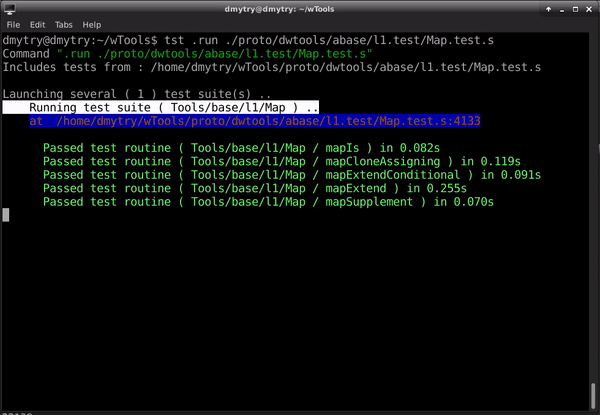 dmytry@dmytry: ~/wTools
File Edit Tabs Help
dmytry@dmytry:~/wTools$ tst .run ./proto/dwtools/abase/l1.test/Map.test.s
Command ".run ./proto/dwtools/abase/l1.test/Map.test.s"
Includes tests from : /home/dmytry/wTools/proto/dwtools/abase/l1.test/Map.test.s
Launching several ( 1 ) test suite(s) ..
Running test suite ( Tools/base/l1/Map ) ..
at /home/dmytry/wTools/proto/dwtools/abase/l1.test/Map.test.s:4133
Passed test routine ( Tools/base/l1/Map / mapIs ) in 0.082s
Passed test routine ( Tools/base/l1/Map / mapCloneAssigning ) in 0.119s
Passed test routine ( Tools/base/l1/Map / mapExtendConditional ) in 0.091s
Passed test routine ( Tools/base/l1/Map / mapExtend ) in 0.255s
Passed test routine ( Tools/base/l1/Map / mapSupplement ) in 0.070s